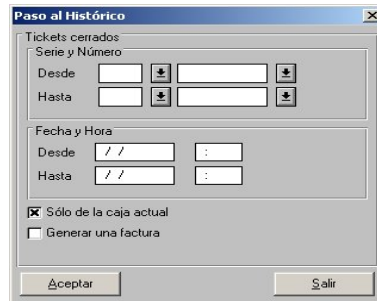 Paso al Histórico
Tickets cerrados
Serie y Número
Desde
Hasta
Fecha y Hora
Desde / / :
Hasta / / :
Sólo de la caja actual
Generar una factura
Aceptar Salir